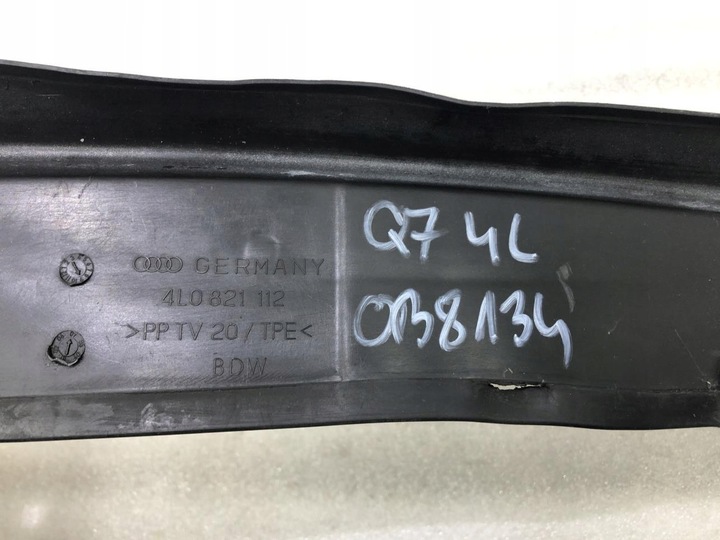 GERMANY
4L0 821 112
>PP TV 20 / TPE<
BDW
Q7 4L
OB8134